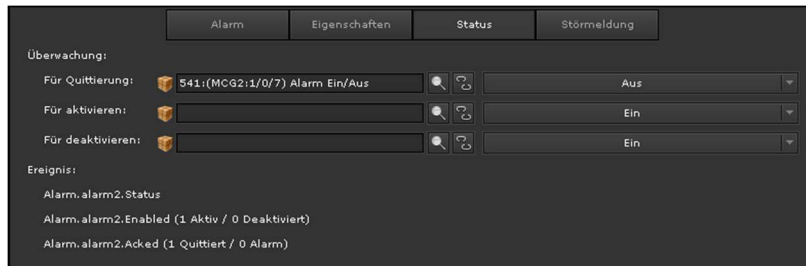 Alarm Eigenschaften Status Störmeldung
Überwachung:
Für Quittierung: 541:(MCG2:1/0/7) Alarm Ein/Aus Aus
Für aktivieren: Ein
Für deaktivieren: Ein
Ereignis:
Alarm.alarm2.Status
Alarm.alarm2.Enabled (1 Aktiv / 0 Deaktiviert)
Alarm.alarm2.Acked (1 Quittiert / 0 Alarm)